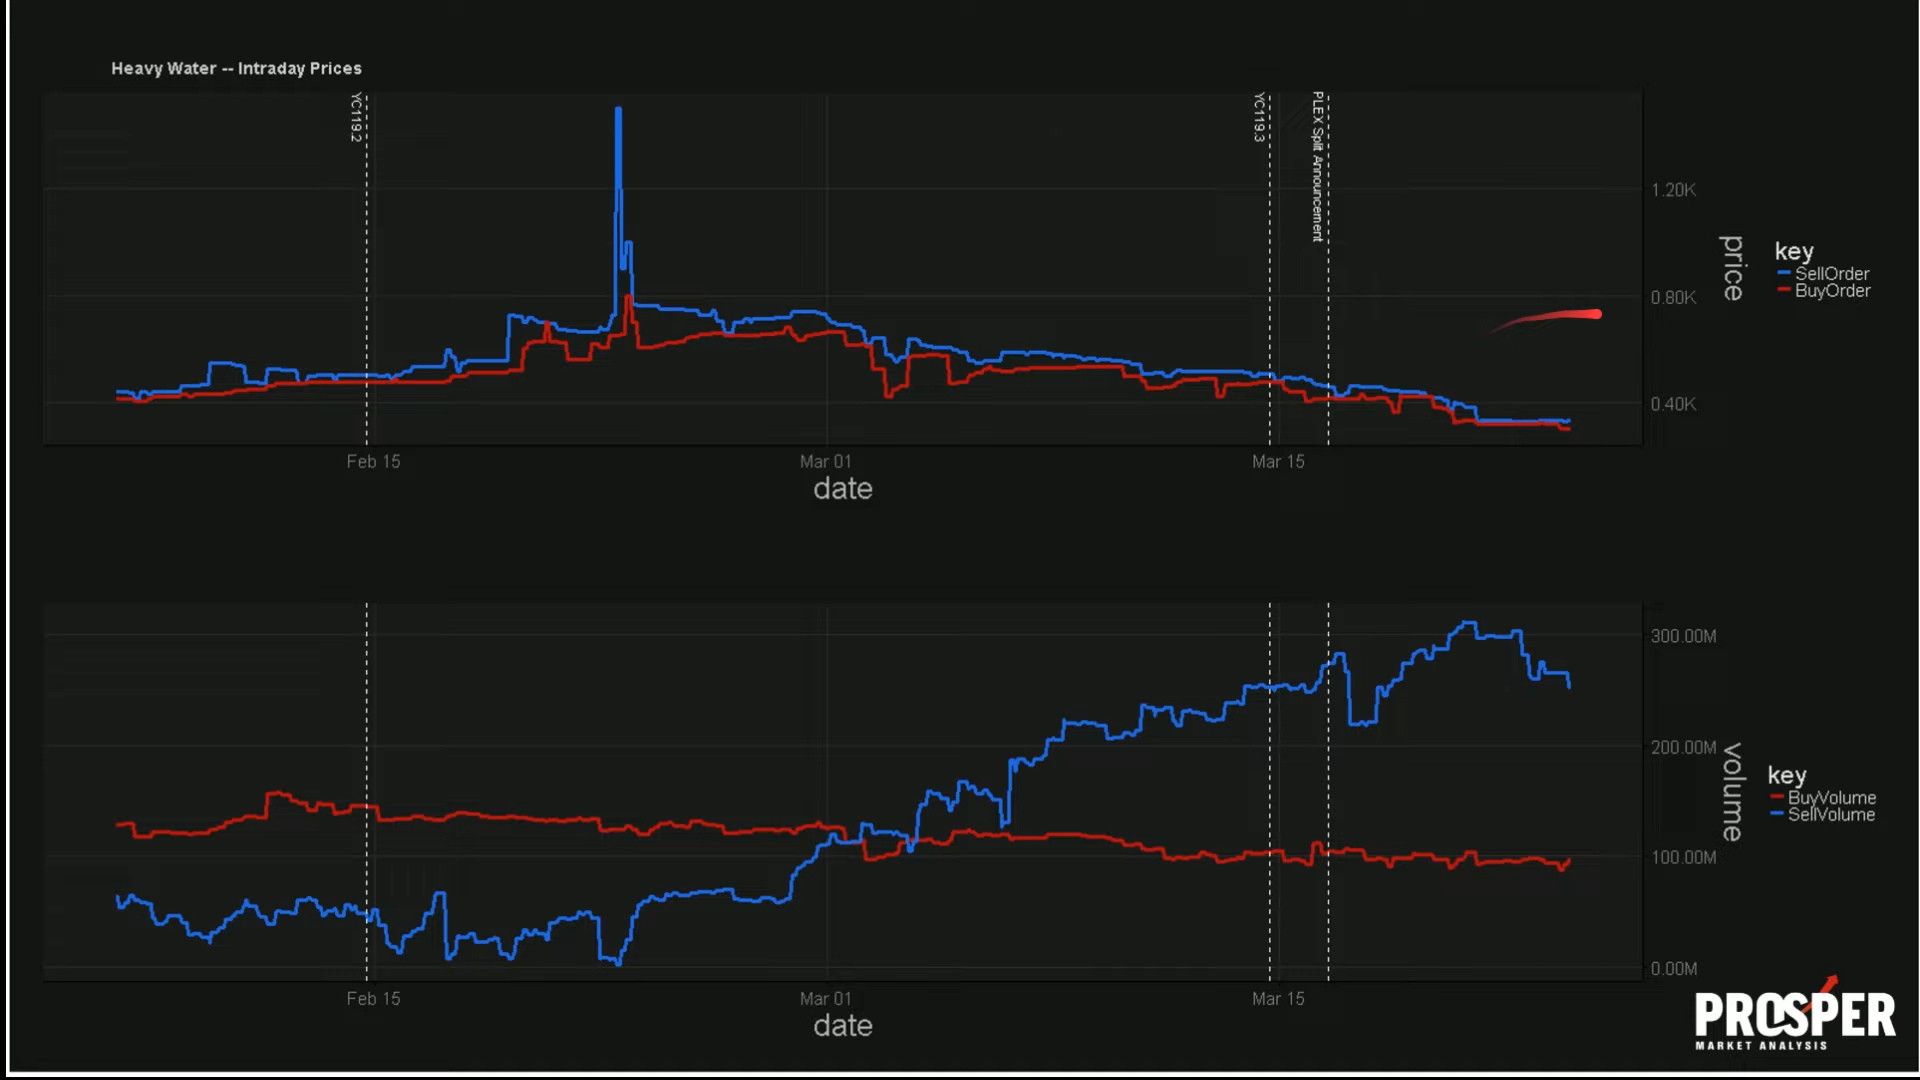 Heavy Water -- Intraday Prices
YC119.2
YC119.3
PLEX Split Announcement
1.20K
0.80K
0.40K
price
key
SellOrder
BuyOrder
Feb 15
Mar 01
Mar 15
date
300.00M
200.00M
100.00M
0.00M
volume
key
BuyVolume
SellVolume
Feb 15
Mar 01
Mar 15
date
PROSPER
MARKET ANALYSIS